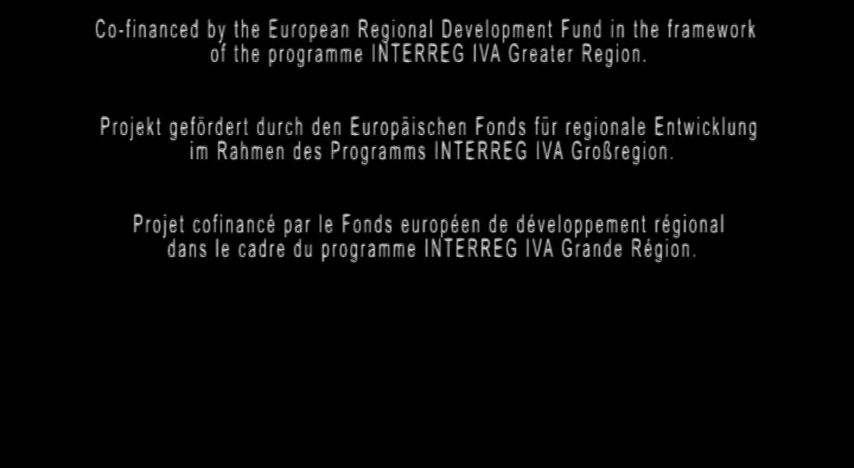 Co-financed by the European Regional Development Fund in the framework
of the programme INTERREG IVA Greater Region.
Projekt gefördert durch den Europäischen Fonds für regionale Entwicklung
im Rahmen des Programms INTERREG IVA Großregion.
Projet cofinancé par le Fonds européen de développement régional
dans le cadre du programme INTERREG IVA Grande Région.